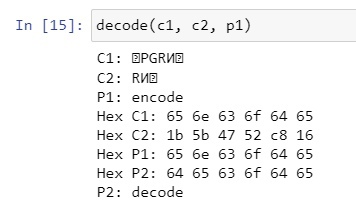 In [15]: decode(c1, c2, p1)
C1: PGRИ
C2: RИ
P1: encode
Hex C1: 65 6e 63 6f 64 65
Hex C2: 1b 5b 47 52 c8 16
Hex P1: 65 6e 63 6f 64 65
Hex P2: 64 65 63 6f 64 65
P2: decode